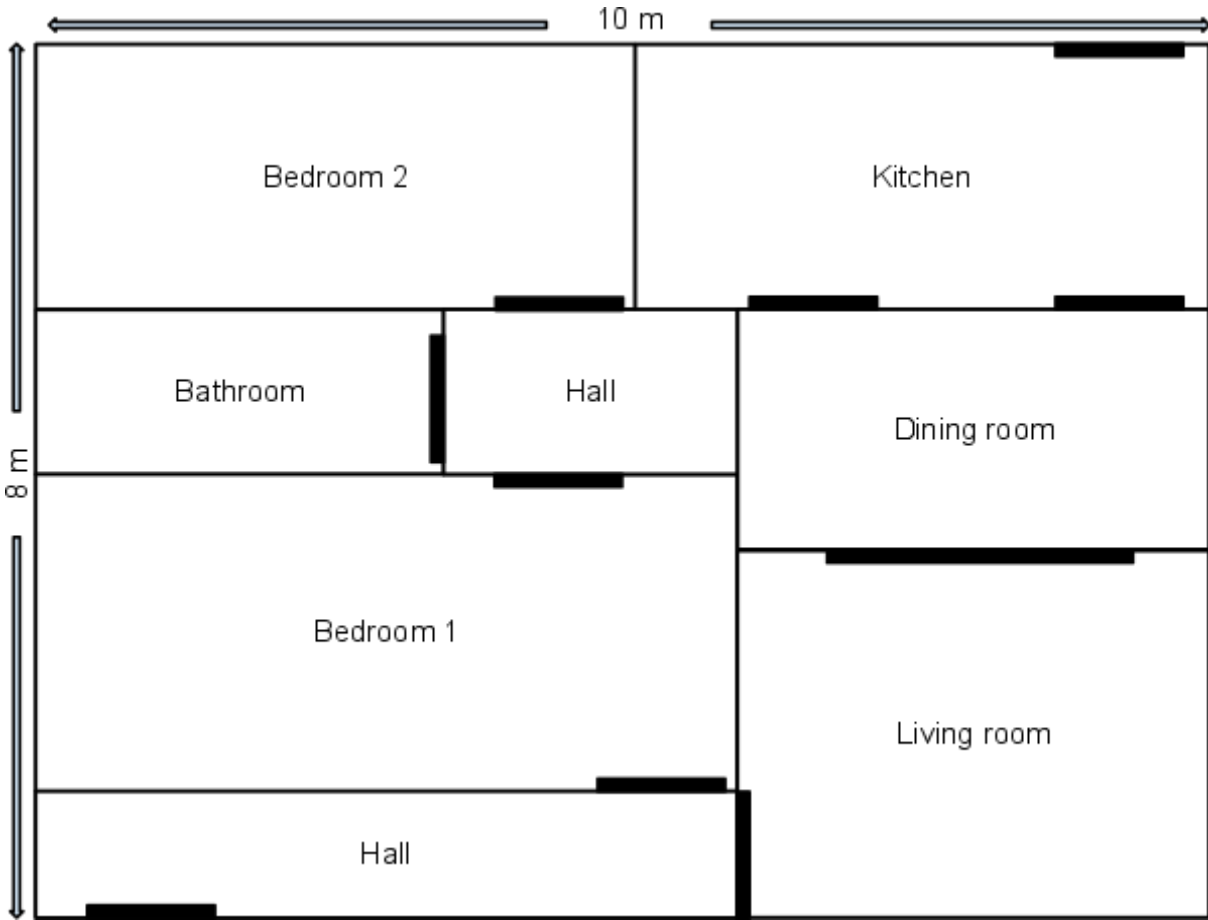 10 m
Bedroom 2
Kitchen
Bathroom
Hall
Dining room
8 m
Bedroom 1
Living room
Hall